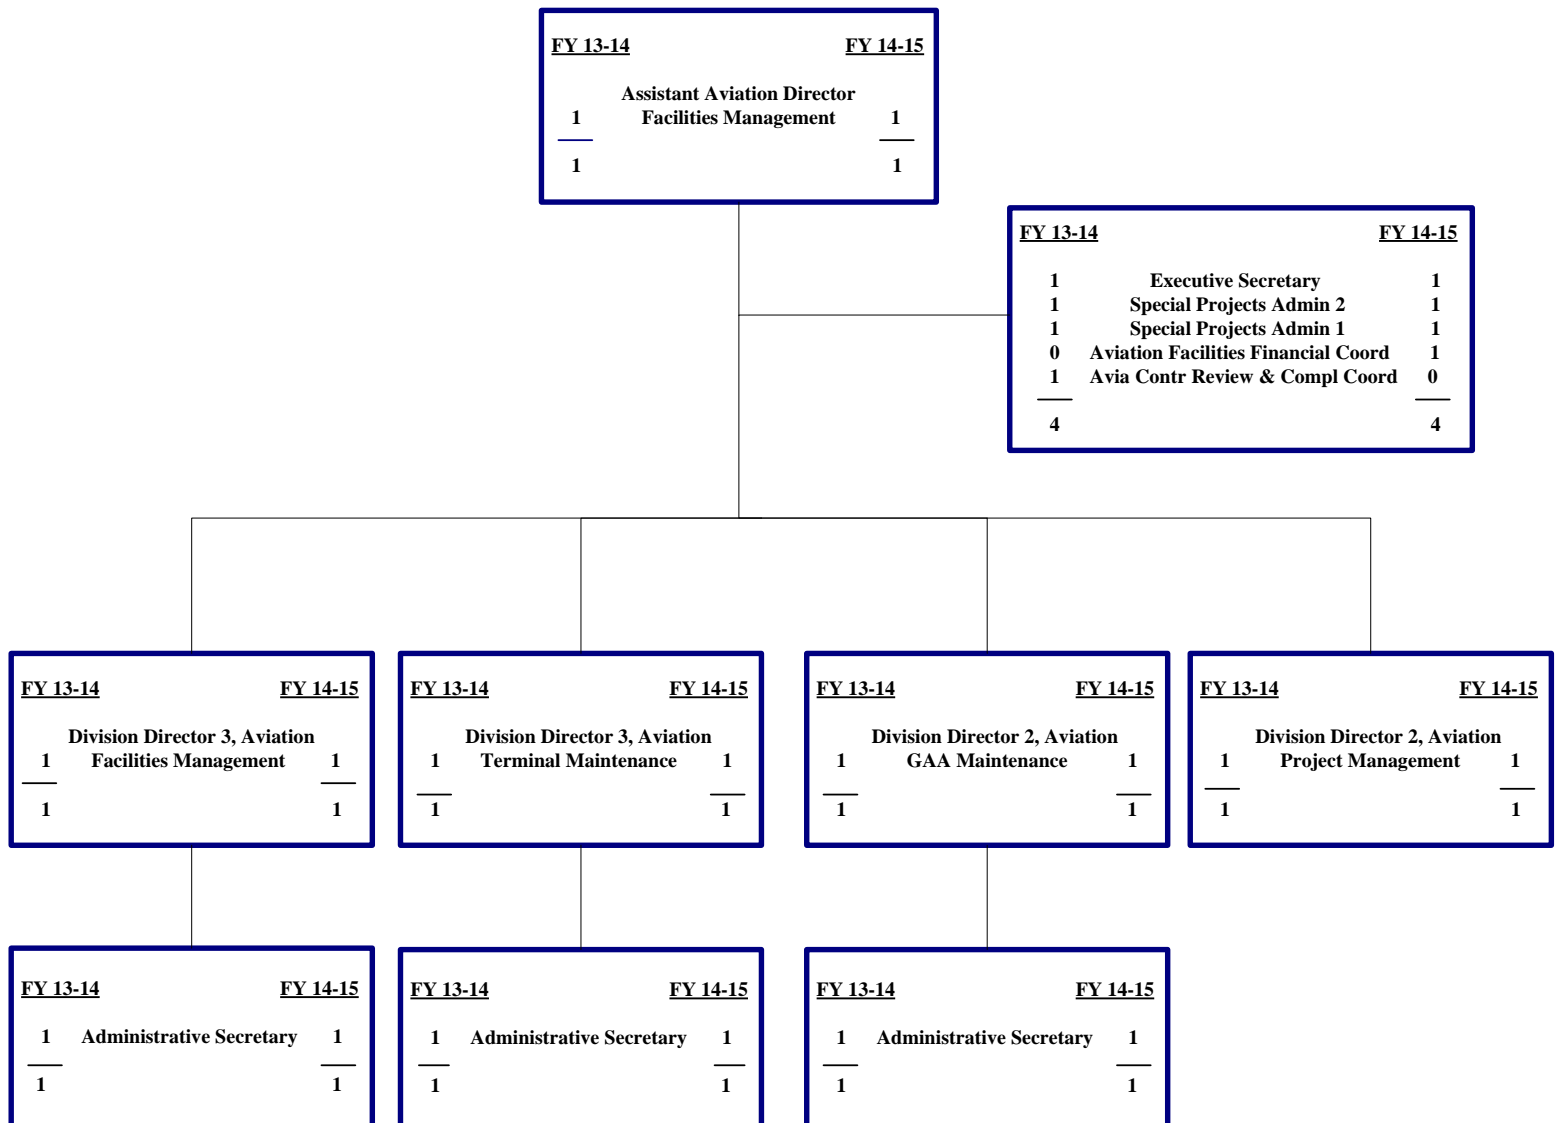 FY 13-14 FY 14-15
Assistant Aviation Director
1 Facilities Management 1
1 1
FY 13-14 FY 14-15
1 Executive Secretary 1
1 Special Projects Admin 2 1
1 Special Projects Admin 1 1
0 Aviation Facilities Financial Coord 1
1 Avia Contr Review & Compl Coord 0
4 4
FY 13-14 FY 14-15
Division Director 3, Aviation
1 Facilities Management 1
1 1
FY 13-14 FY 14-15
Division Director 3, Aviation
1 Terminal Maintenance 1
1 1
FY 13-14 FY 14-15
Division Director 2, Aviation
1 GAA Maintenance 1
1 1
FY 13-14 FY 14-15
Division Director 2, Aviation
1 Project Management 1
1 1
FY 13-14 FY 14-15
1 Administrative Secretary 1
1 1
FY 13-14 FY 14-15
1 Administrative Secretary 1
1 1
FY 13-14 FY 14-15
1 Administrative Secretary 1
1 1